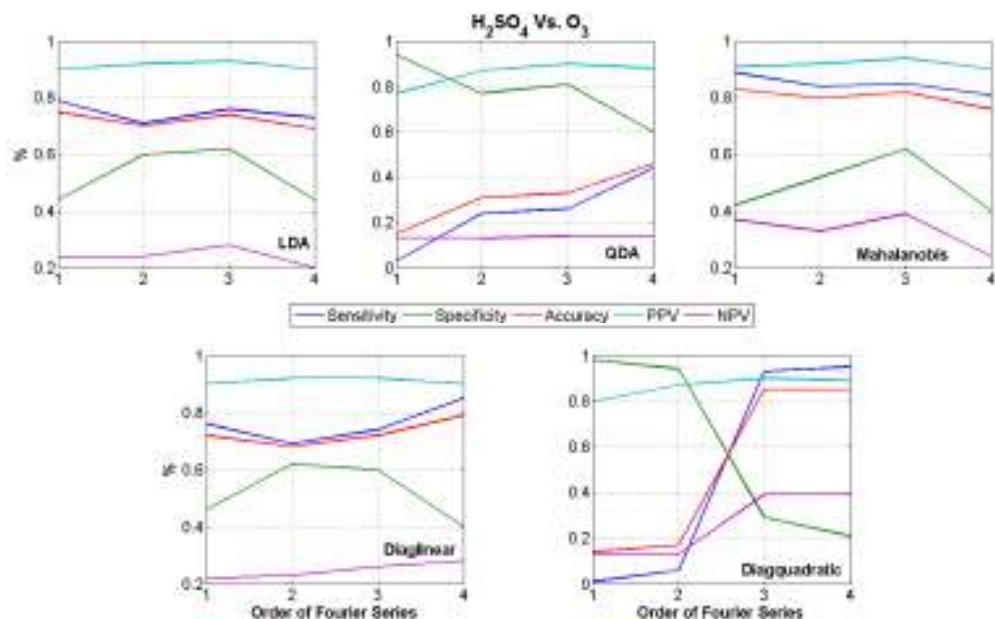 H2SO4 Vs. O3
1
0.8
0.6
0.4
0.2
%
1 2 3 4
LDA
1
0.8
0.6
0.4
0.2
0
1 2 3 4
QDA
1
0.8
0.6
0.4
0.2
1 2 3 4
Mahalanobis
Sensitivity Specificity Accuracy PPV NPV
1
0.8
0.6
0.4
0.2
%
1 2 3 4
Diaglinear
Order of Fourier Series
1
0.8
0.6
0.4
0.2
0
1 2 3 4
Diagquadratic
Order of Fourier Series